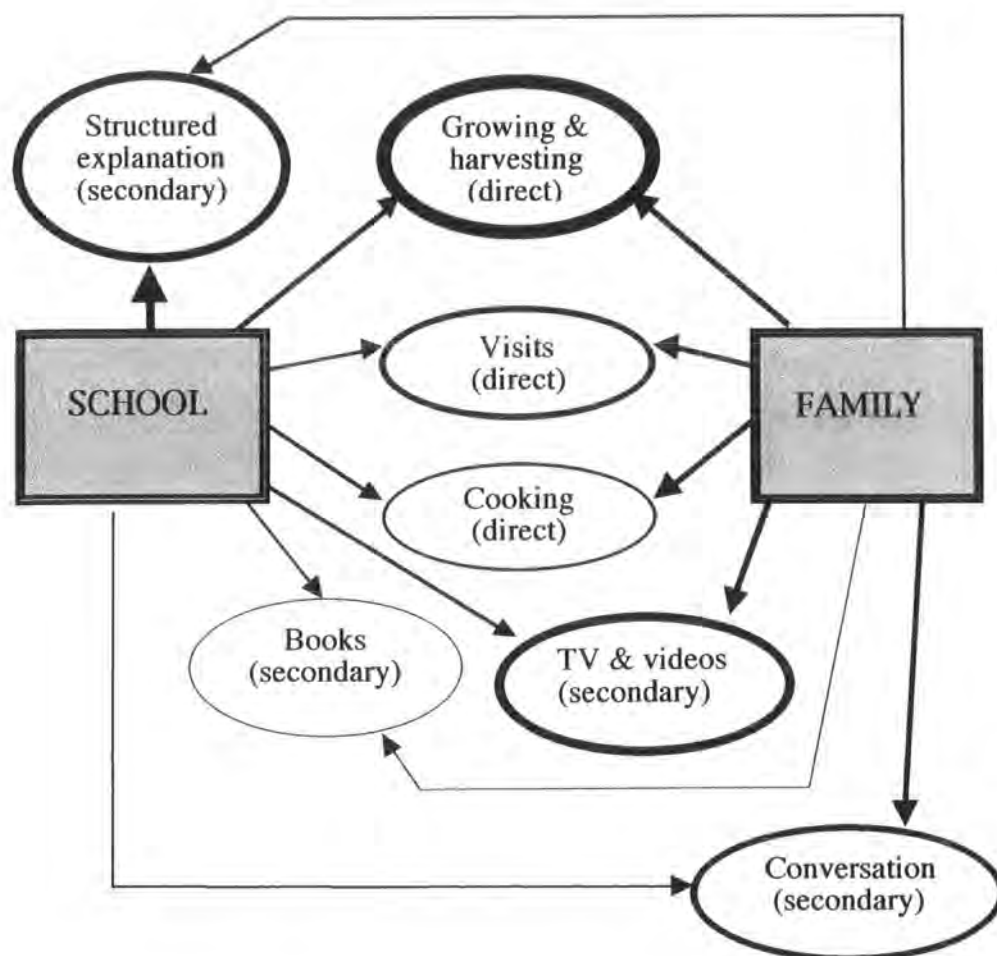 Structured
explanation
(secondary)
Growing &
harvesting
(direct)
SCHOOL
Visits
(direct)
FAMILY
Cooking
(direct)
Books
(secondary)
TV & videos
(secondary)
Conversation
(secondary)